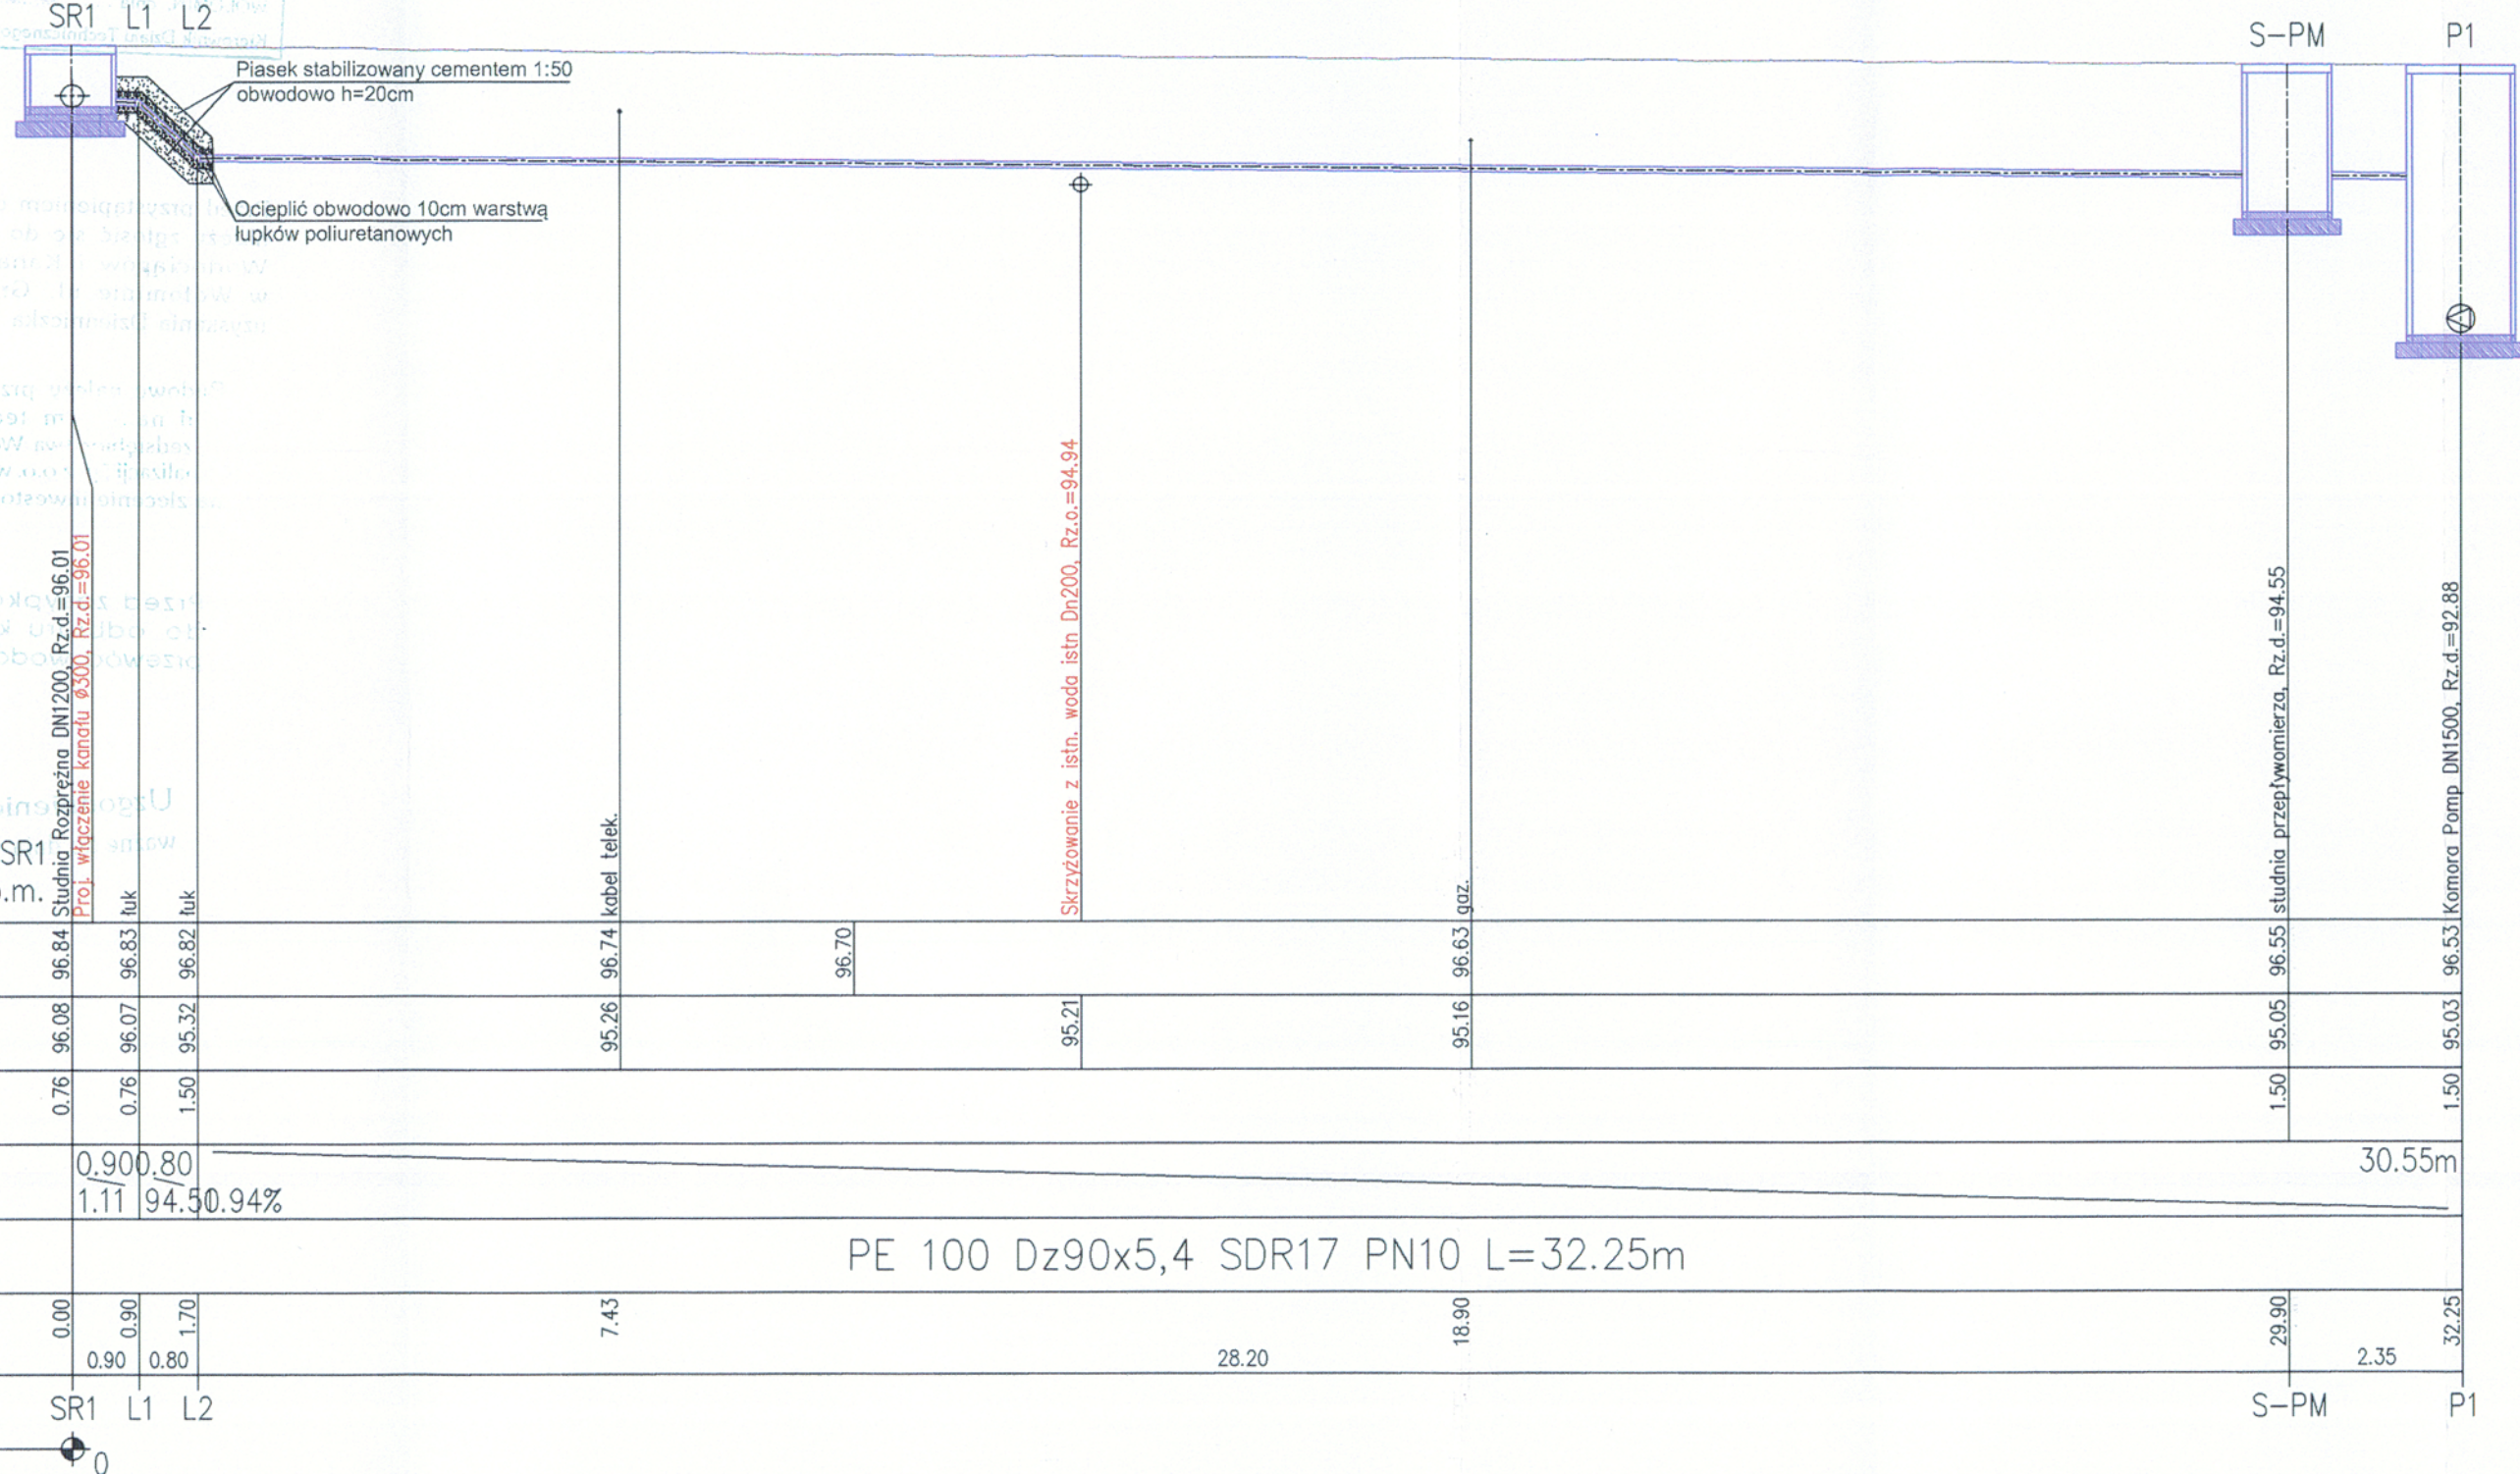 SR1 L1 L2
S-PM P1
Piasek stabilizowany cementem 1:50
obwodowo h=20cm
Ocieplić obwodowo 10cm warstwą
łupków poliuretanowych
Studnia Rozprężna DN1200, Rz.d.=96.01
Proj. włączenie kanału ø300, Rz.d.=96.01
łuk
łuk
kabel telek.
Skrzyżowanie z istn. woda istn Dn200, Rz.o.=94.94
gaz.
studnia przepływomierza, Rz.d.=94.55
Komora Pomp DN1500, Rz.d.=92.88
SR1.
p.m.
96.84 96.83 96.82 96.74 96.70 96.63 96.55 96.53
96.08 96.07 95.32 95.26 95.21 95.16 95.05 95.03
0.76 0.76 1.50 1.50 1.50
0.90 0.80 30.55m
1.11 94.50 0.94%
PE 100 Dz90x5,4 SDR17 PN10 L=32.25m
0.00 0.90 1.70 7.43 18.90 29.90 32.25
0.90 0.80 28.20 2.35
SR1 L1 L2 S-PM P1
0